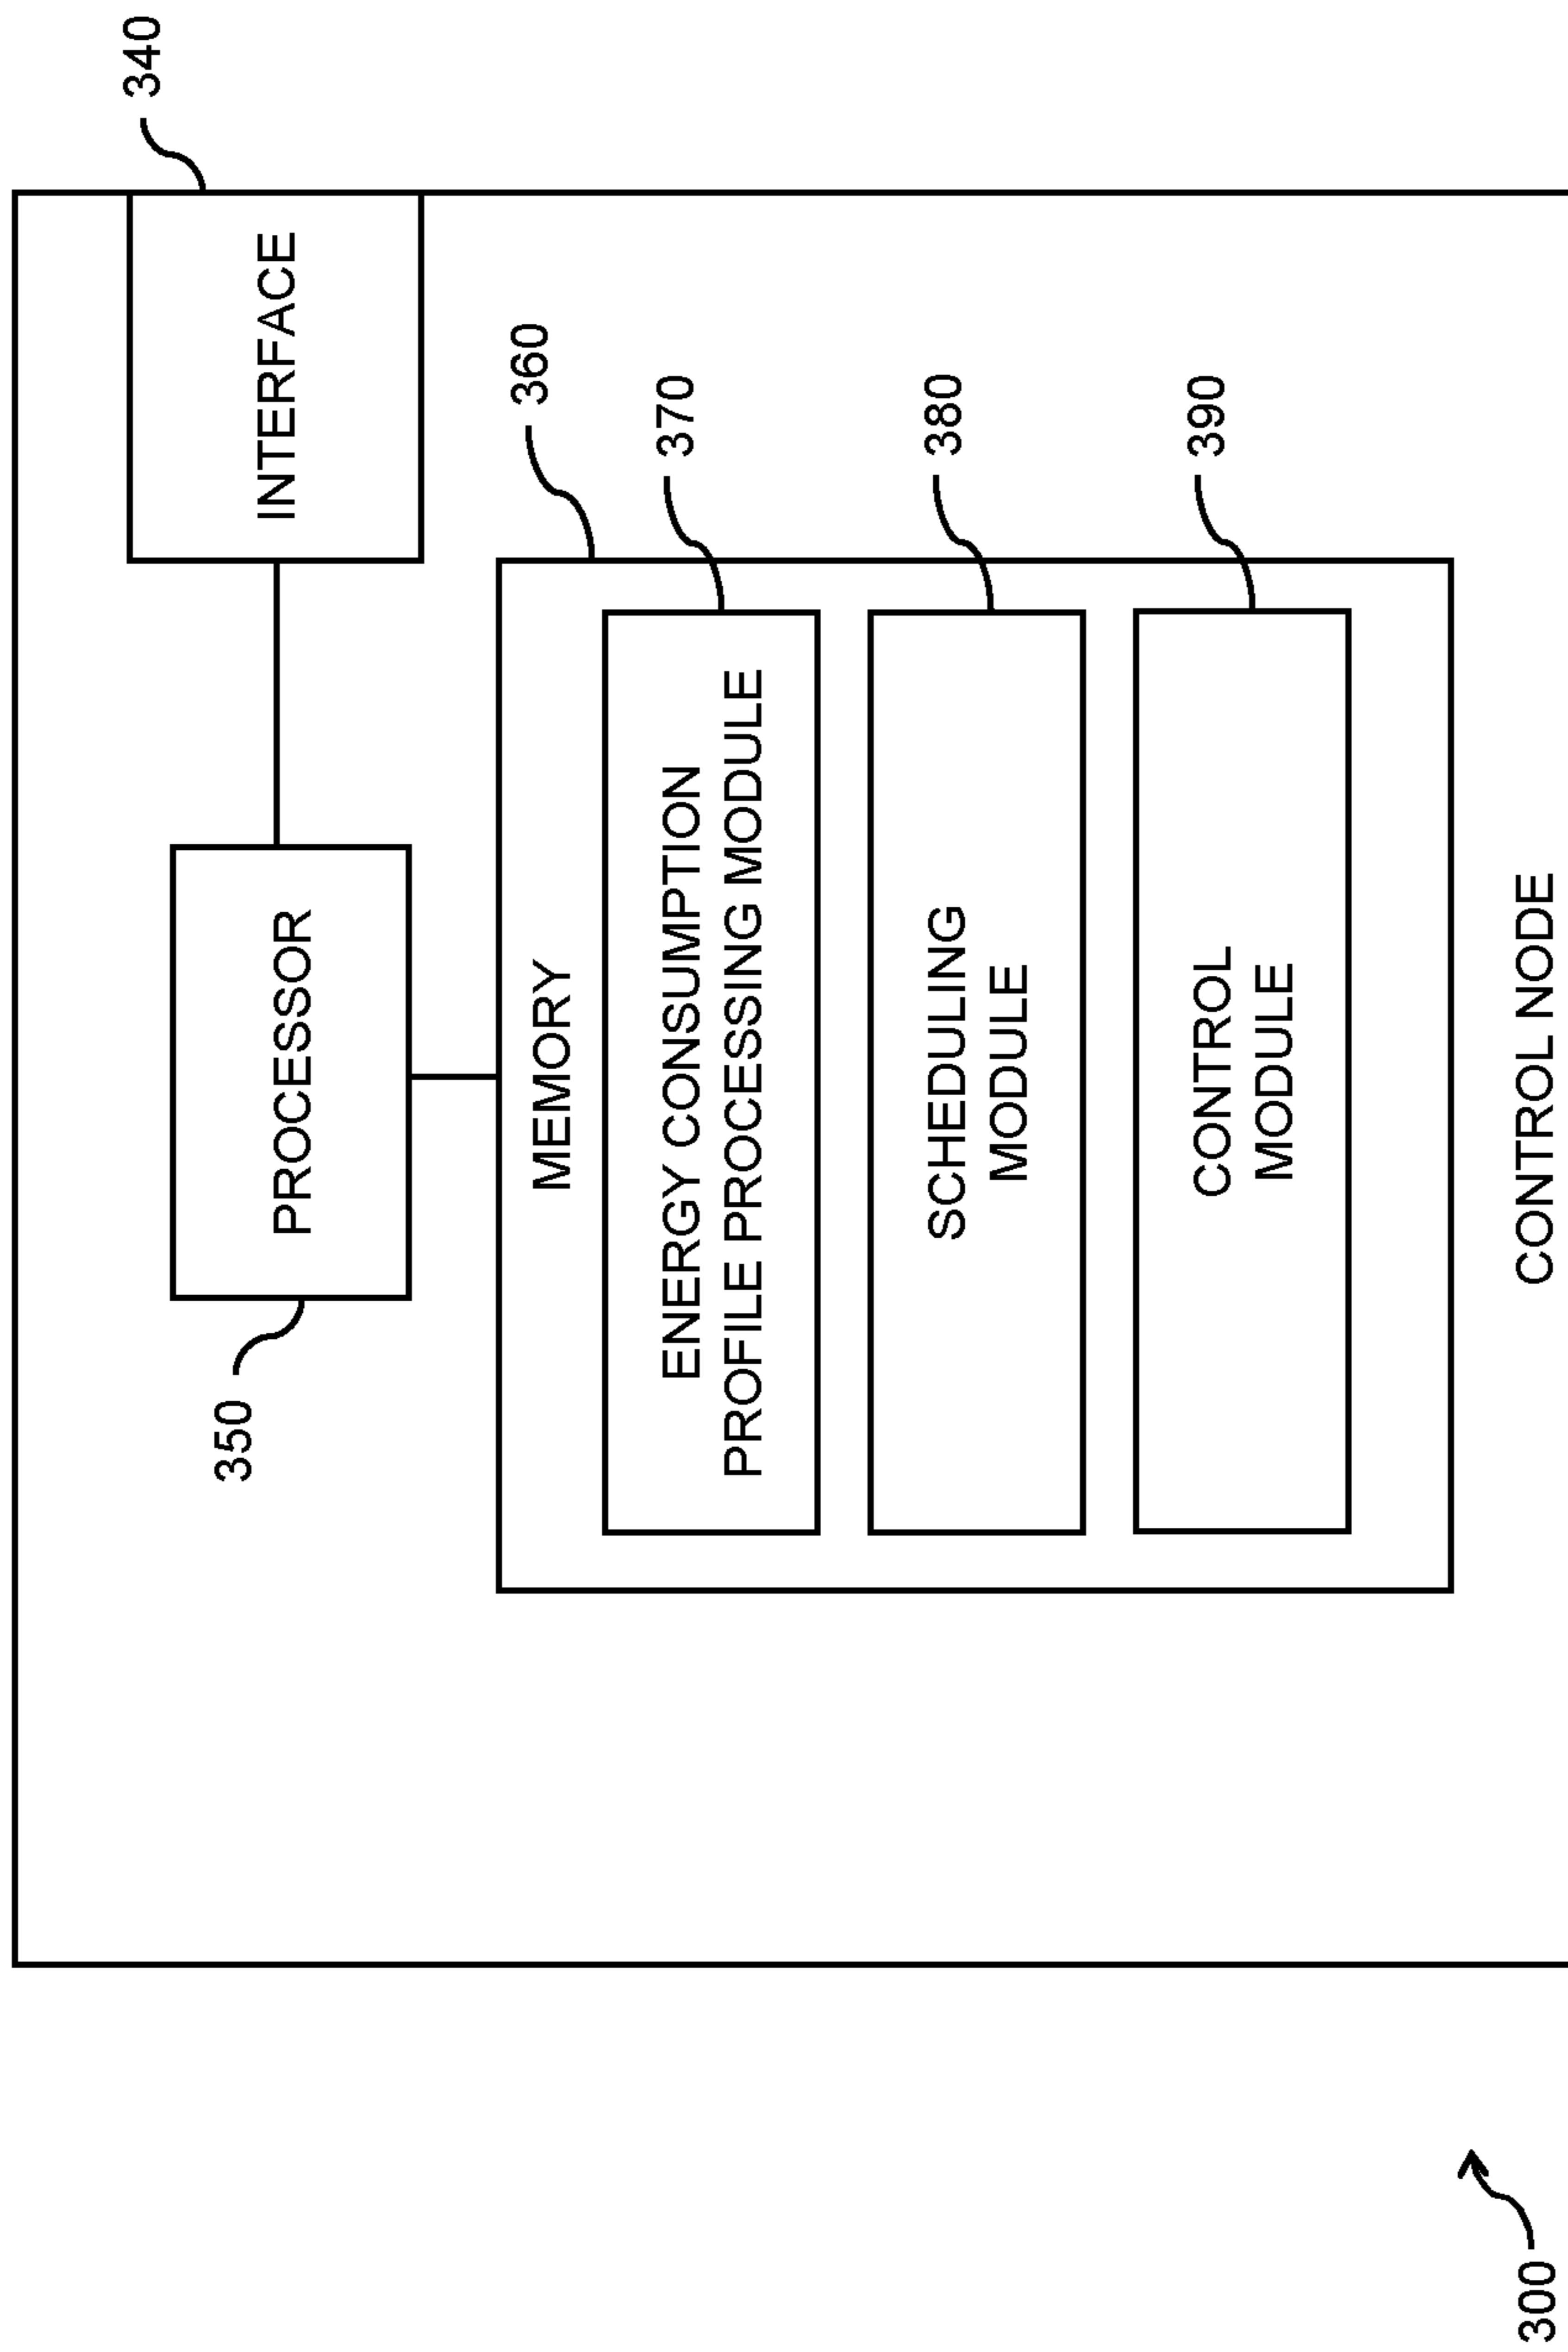 340
INTERFACE
PROCESSOR
350
360
MEMORY
370
ENERGY CONSUMPTION
PROFILE PROCESSING MODULE
380
SCHEDULING
MODULE
390
CONTROL
MODULE
CONTROL NODE
300